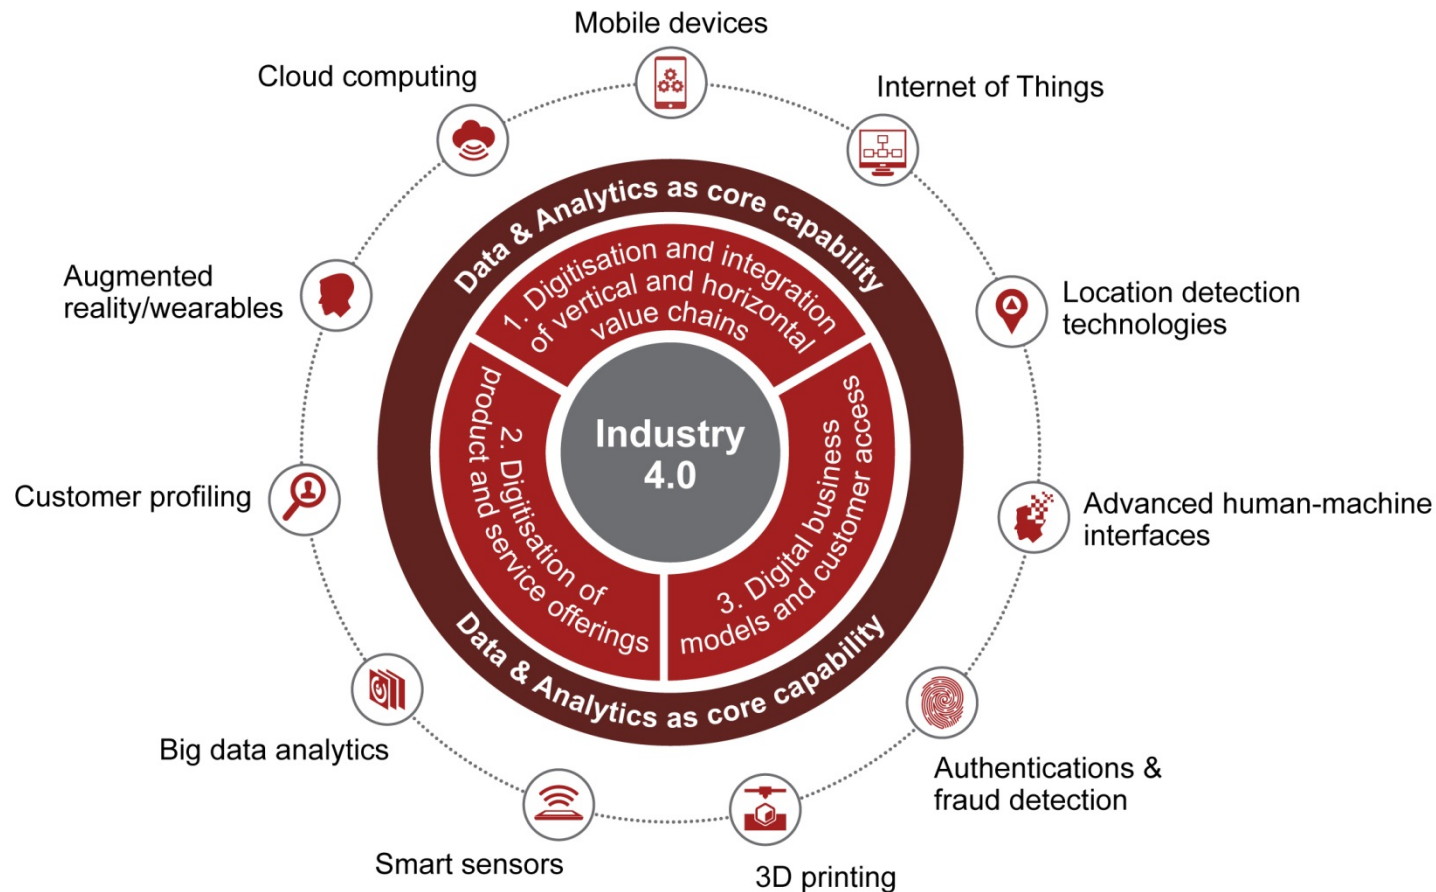 Mobile devices
Cloud computing
Internet of Things
Augmented
reality/wearables
Location detection
technologies
Customer profiling
Advanced human-machine
interfaces
Big data analytics
Authentications &
fraud detection
Smart sensors
3D printing
Data & Analytics as core capability
1. Digitisation and integration
of vertical and horizontal
value chains
2. Digitisation of
product and service offerings
3. Digital business
models and customer access
Industry
4.0
Data & Analytics as core capability